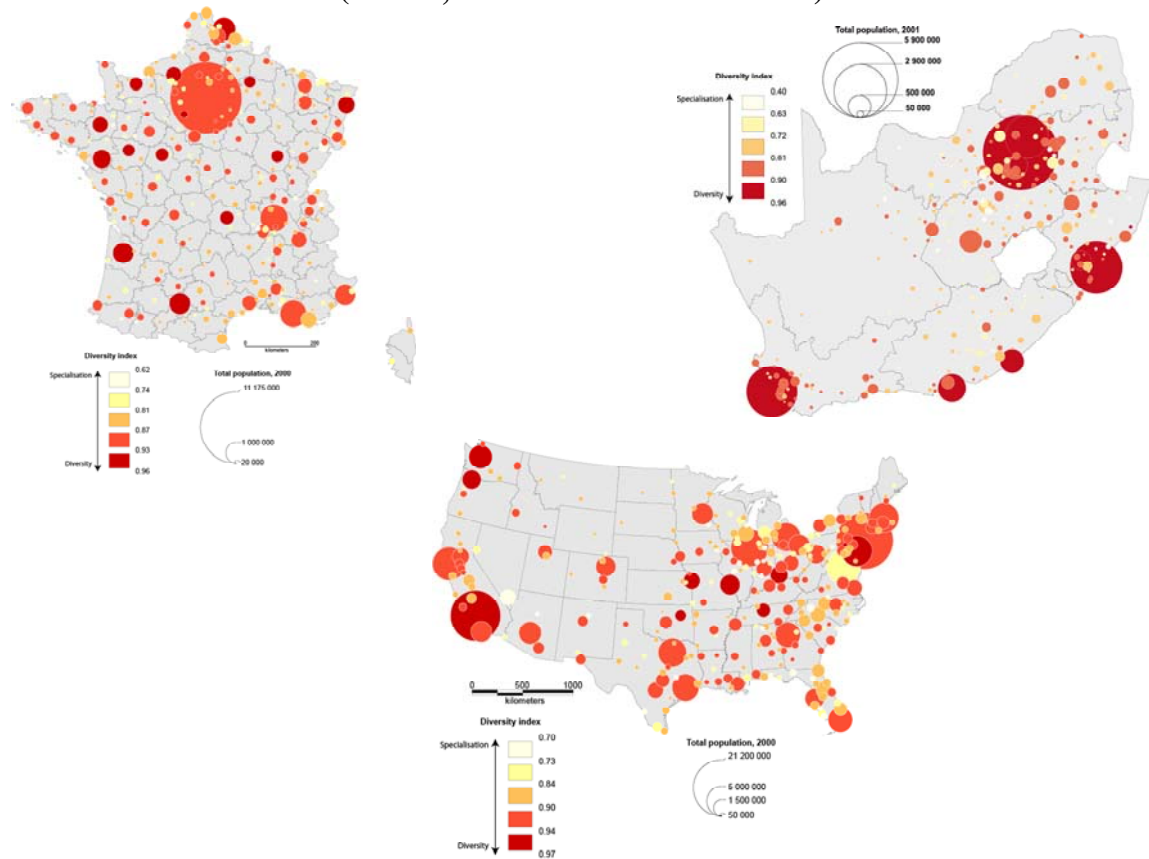 Total population, 2001
5 900 000
2 900 000
500 000
50 000
Diversity index
Specialisation
0.40
0.63
0.72
0.81
0.90
0.96
Diversity
0 200
kilometers
Diversity index
Specialisation
0.62
0.74
0.81
0.87
0.93
0.96
Diversity
Total population, 2000
11 175 000
1 000 000
20 000
0 500 1000
kilometers
Diversity index
Specialisation
0.70
0.73
0.84
0.90
0.94
0.97
Diversity
Total population, 2000
21 200 000
6 000 000
1 500 000
50 000